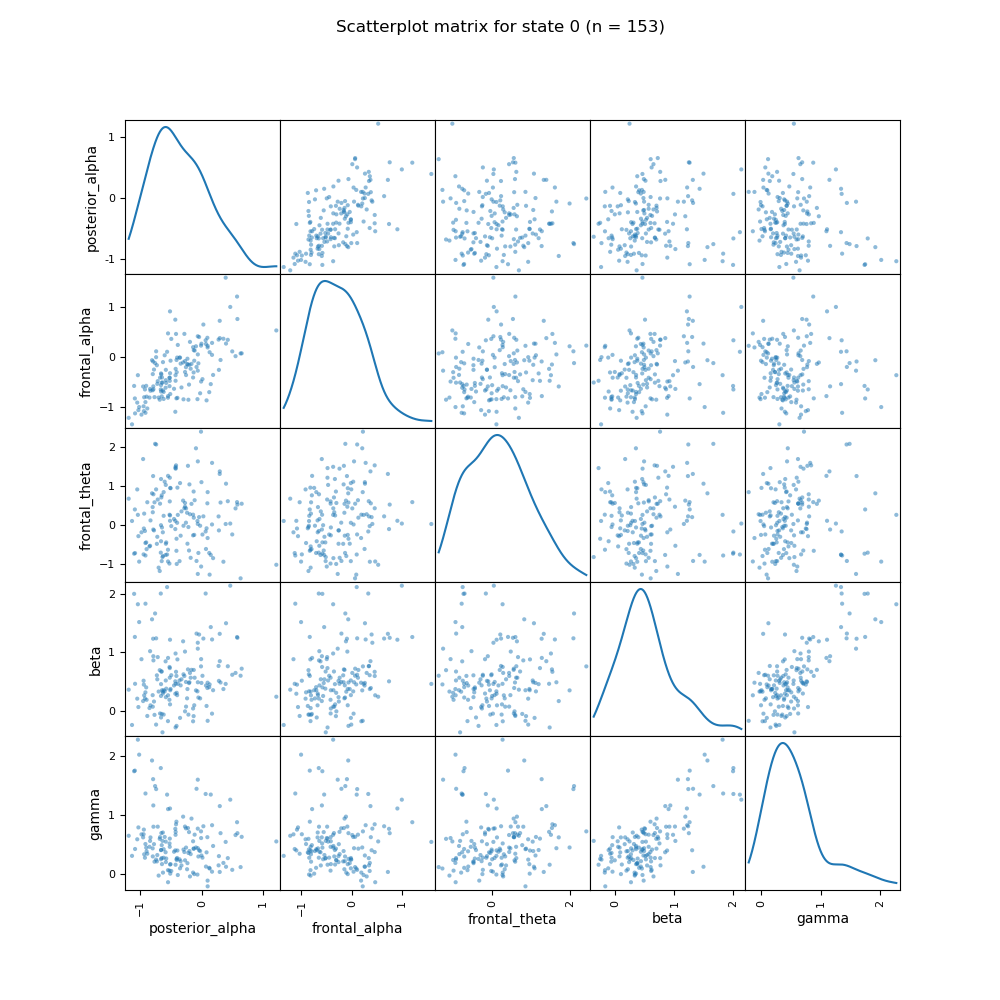 Scatterplot matrix for state 0 (n = 153)
posterior_alpha
1
0
−1
frontal_alpha
1
0
−1
frontal_theta
2
1
0
−1
beta
2
1
0
gamma
2
1
0
−1 0 1
−1 0 1
0 2
0 1 2
0 1 2
posterior_alpha frontal_alpha frontal_theta beta gamma